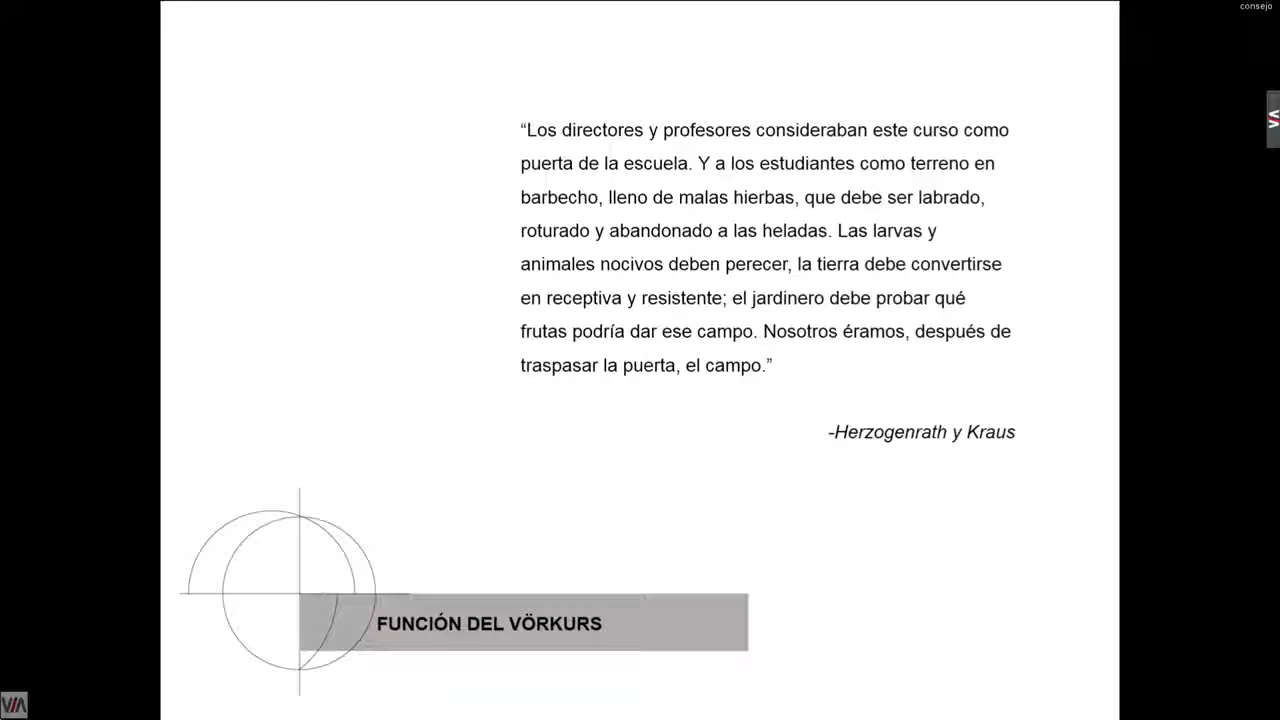 consejo
“Los directores y profesores consideraban este curso como
puerta de la escuela. Y a los estudiantes como terreno en
barbecho, lleno de malas hierbas, que debe ser labrado,
roturado y abandonado a las heladas. Las larvas y
animales nocivos deben perecer, la tierra debe convertirse
en receptiva y resistente; el jardinero debe probar qué
frutas podría dar ese campo. Nosotros éramos, después de
traspasar la puerta, el campo.”
-Herzogenrath y Kraus
FUNCIÓN DEL VÖRKURS
VIA